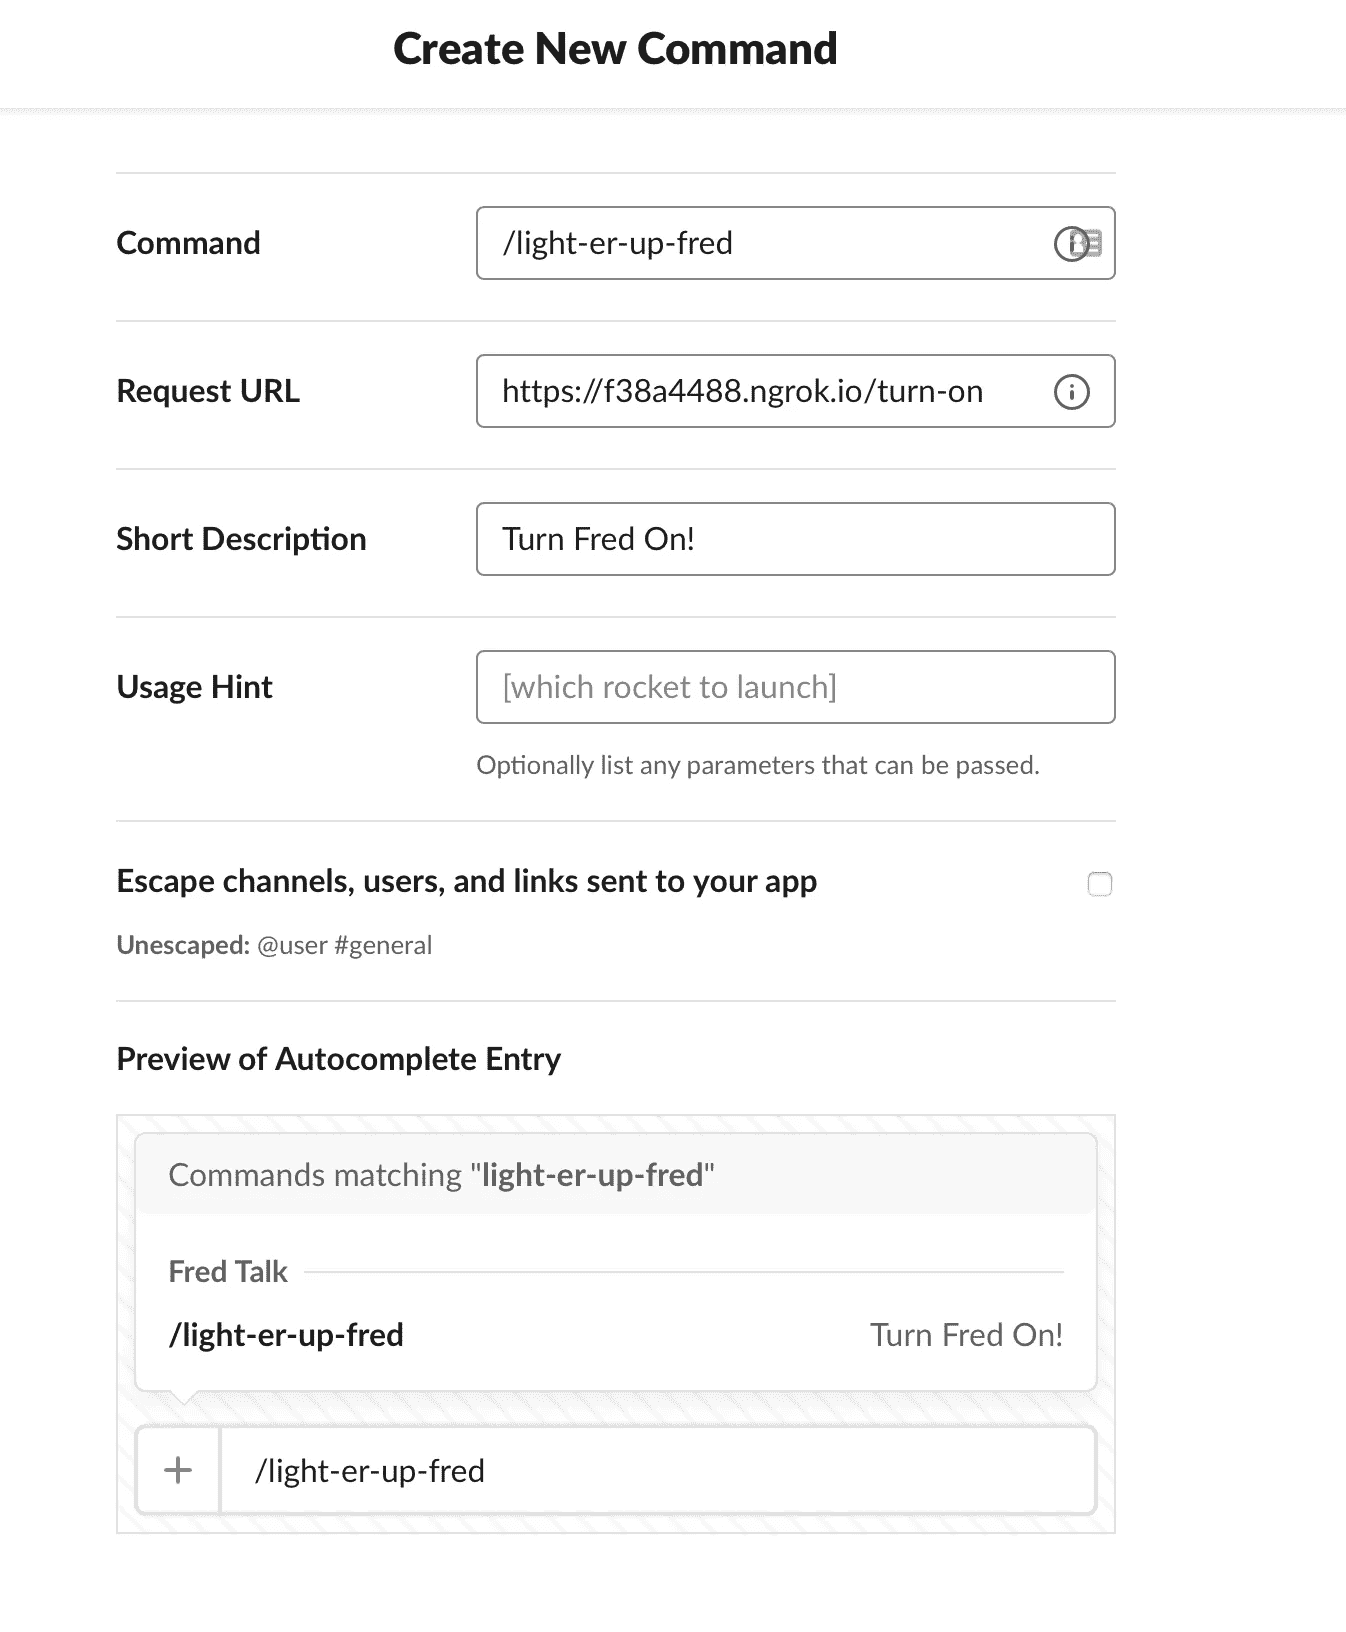 Create New Command
Command
/light-er-up-fred
Request URL
https://f38a4488.ngrok.io/turn-on
Short Description
Turn Fred On!
Usage Hint
[which rocket to launch]
Optionally list any parameters that can be passed.
Escape channels, users, and links sent to your app
Unescaped: @user #general
Preview of Autocomplete Entry
Commands matching "light-er-up-fred"
Fred Talk
/light-er-up-fred Turn Fred On!
/light-er-up-fred